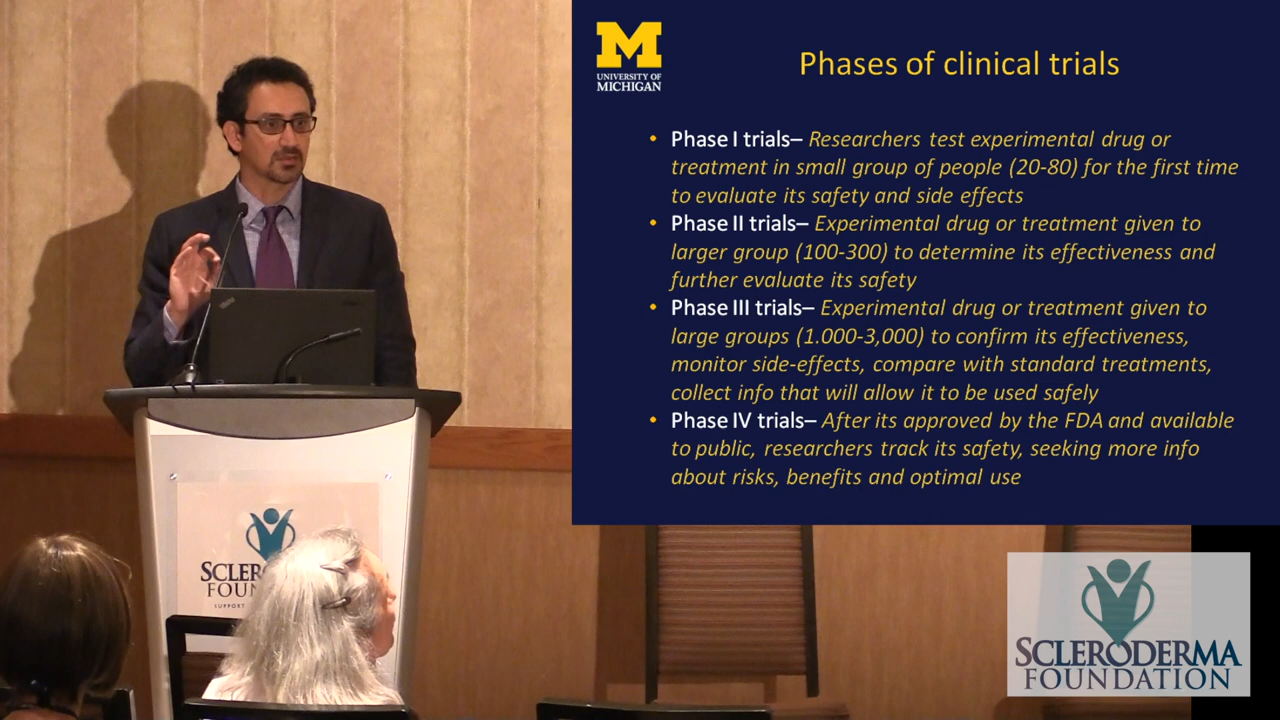 M
UNIVERSITY OF
MICHIGAN
Phases of clinical trials
• Phase I trials– Researchers test experimental drug or
treatment in small group of people (20-80) for the first time
to evaluate its safety and side effects
• Phase II trials– Experimental drug or treatment given to
larger group (100-300) to determine its effectiveness and
further evaluate its safety
• Phase III trials– Experimental drug or treatment given to
large groups (1.000-3,000) to confirm its effectiveness,
monitor side-effects, compare with standard treatments,
collect info that will allow it to be used safely
• Phase IV trials– After its approved by the FDA and available
to public, researchers track its safety, seeking more info
about risks, benefits and optimal use
SUPPORT
SCLERODERMA
FOUNDATION